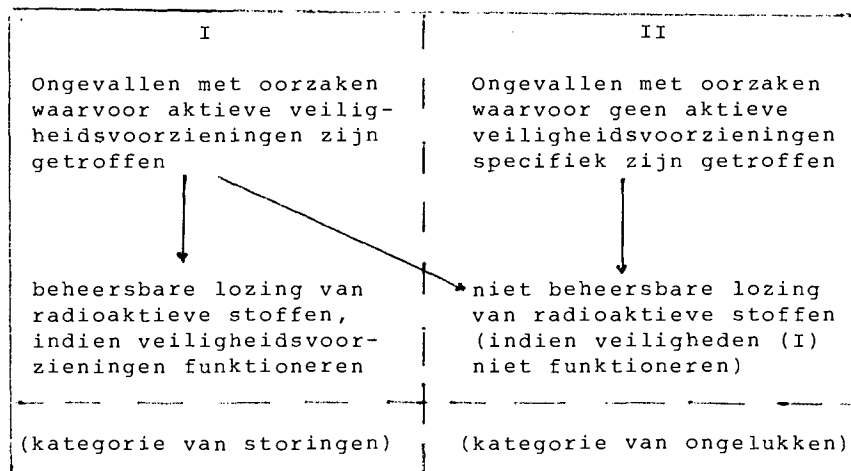 I
Ongevallen met oorzaken
waarvoor aktieve veilig-
heidsvoorzieningen zijn
getroffen
beheersbare lozing van
radioaktieve stoffen,
indien veiligheidsvoor-
zieningen funktioneren
(kategorie van storingen)
II
Ongevallen met oorzaken
waarvoor geen aktieve
veiligheidsvoorzieningen
specifiek zijn getroffen
niet beheersbare lozing
van radioaktieve stoffen
(indien veiligheden (I)
niet funktioneren)
(kategorie van ongelukken)